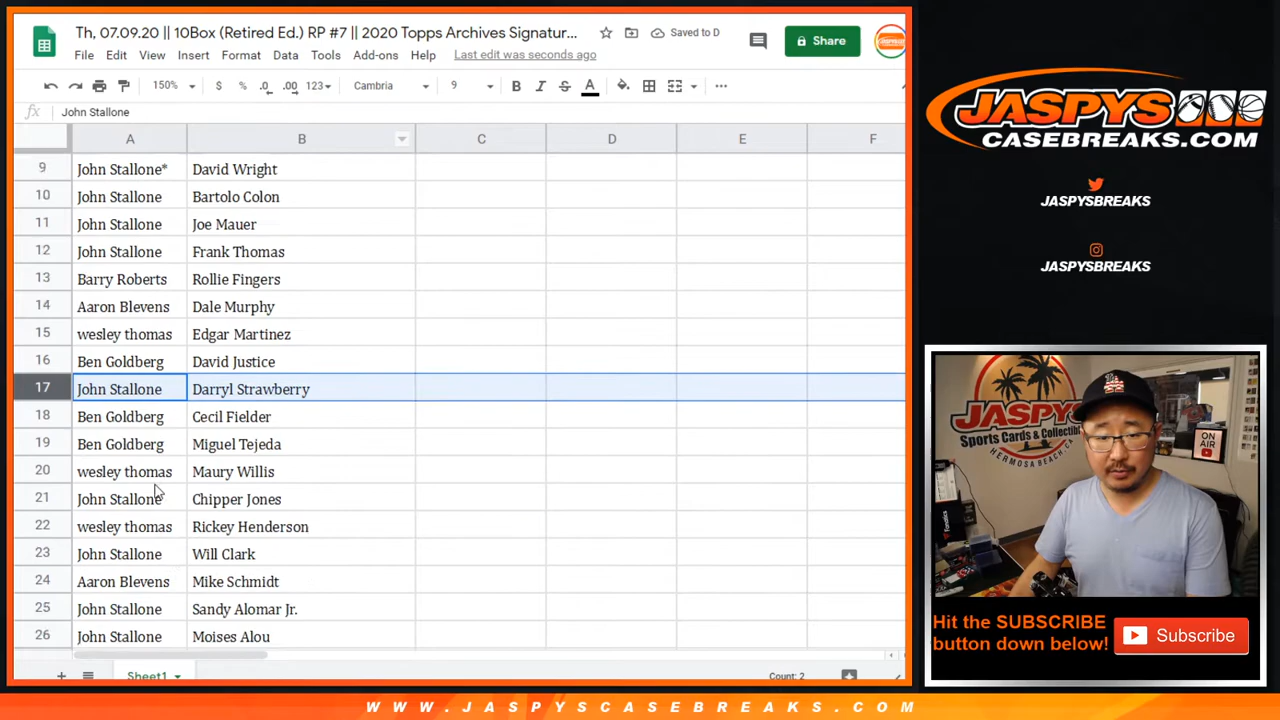 Th, 07.09.20 || 10Box (Retired Ed.) RP #7 || 2020 Topps Archives Signatur...
Saved to D
Share
File Edit View Insert Format Data Tools Add-ons Help Last edit was seconds ago
150% $ % .0 .00 123 Cambria 9 B I S A
fx John Stallone
A B C D E F
9 John Stallone* David Wright
10 John Stallone Bartolo Colon
11 John Stallone Joe Mauer
12 John Stallone Frank Thomas
13 Barry Roberts Rollie Fingers
14 Aaron Blevens Dale Murphy
15 wesley thomas Edgar Martinez
16 Ben Goldberg David Justice
17 John Stallone Darryl Strawberry
18 Ben Goldberg Cecil Fielder
19 Ben Goldberg Miguel Tejeda
20 wesley thomas Maury Willis
21 John Stallone Chipper Jones
22 wesley thomas Rickey Henderson
23 John Stallone Will Clark
24 Aaron Blevens Mike Schmidt
25 John Stallone Sandy Alomar Jr.
26 John Stallone Moises Alou
Sheet1
Count: 2
JASPYS
CASEBREAKS.COM
JASPYSBREAKS
JASPYSBREAKS
JASPYS
Sports Cards & Collectibl
HERMOSA BEACH, CA
ON AIR
Fanatics
Hit the SUBSCRIBE
button down below!
Subscribe
WWW.JASPYSCASEBREAKS.COM